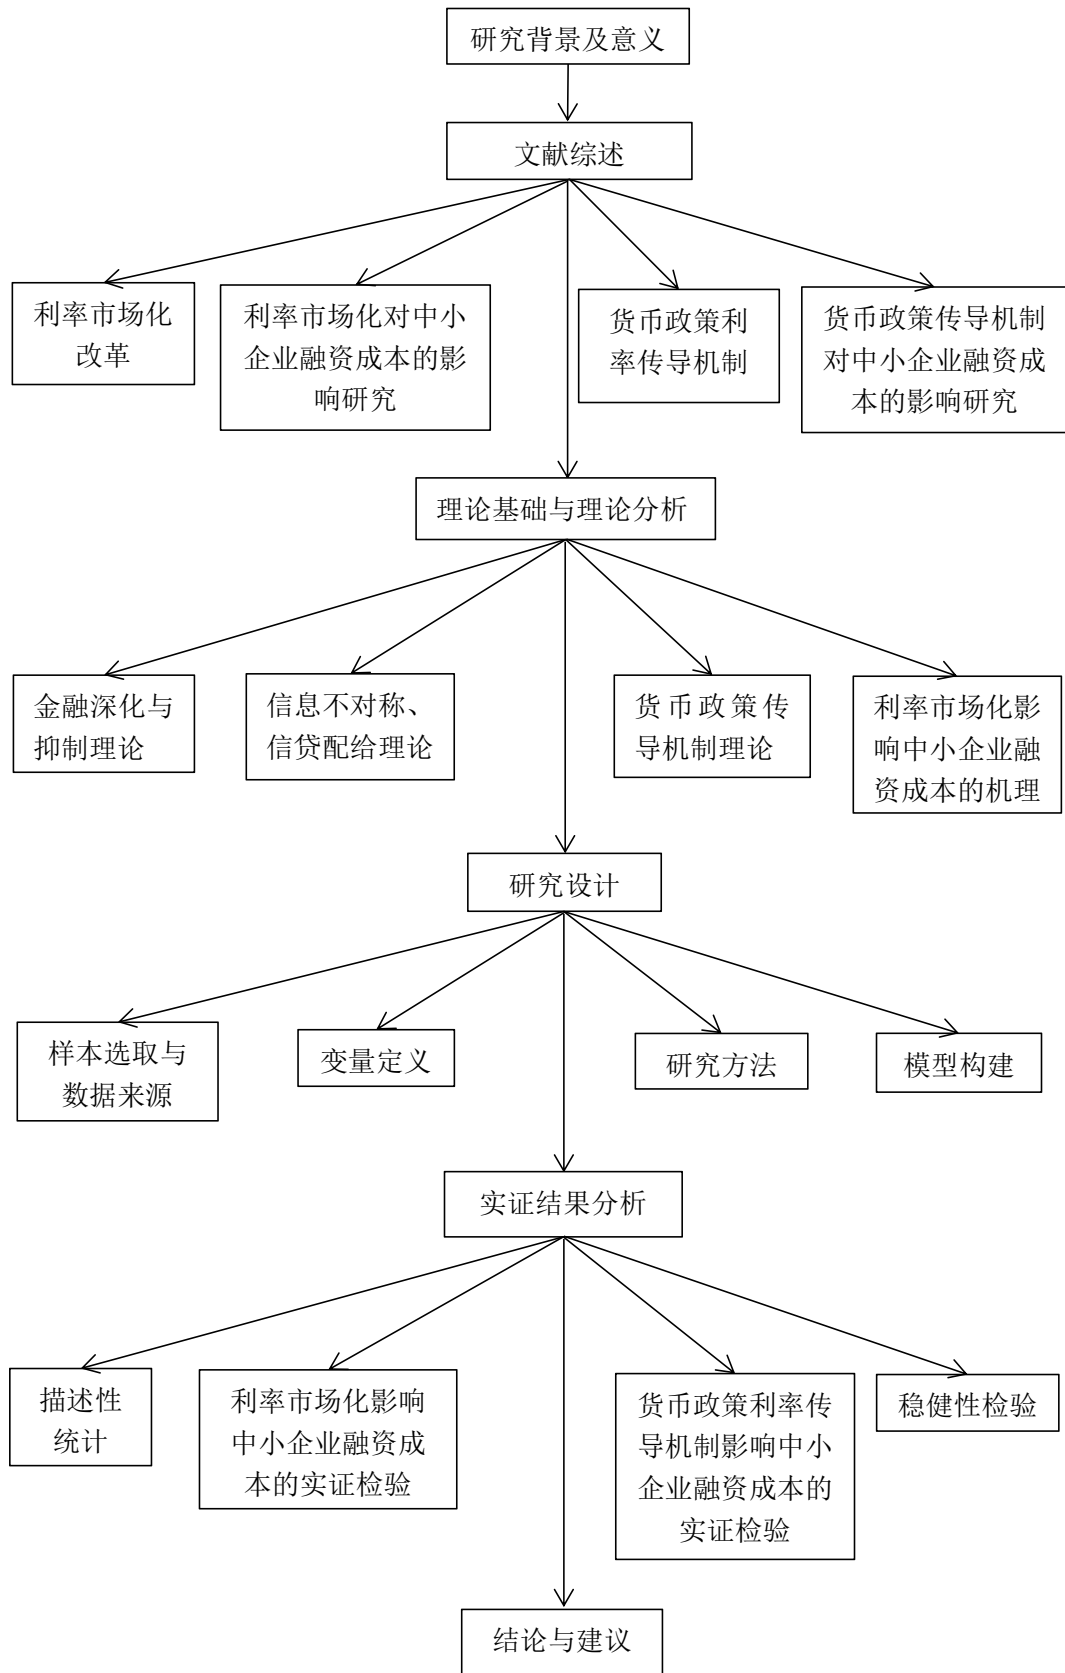 研究背景及意义
文献综述
利率市场化
改革
利率市场化对中小
企业融资成本的影
响研究
货币政策利
率传导机制
货币政策传导机制
对中小企业融资成
本的影响研究
理论基础与理论分析
金融深化与
抑制理论
信息不对称、
信贷配给理论
货币政策传
导机制理论
利率市场化影
响中小企业融
资成本的机理
研究设计
样本选取与
数据来源
变量定义
研究方法
模型构建
实证结果分析
描述性
统计
利率市场化影响
中小企业融资成
本的实证检验
货币政策利率传
导机制影响中小
企业融资成本的
实证检验
稳健性检验
结论与建议